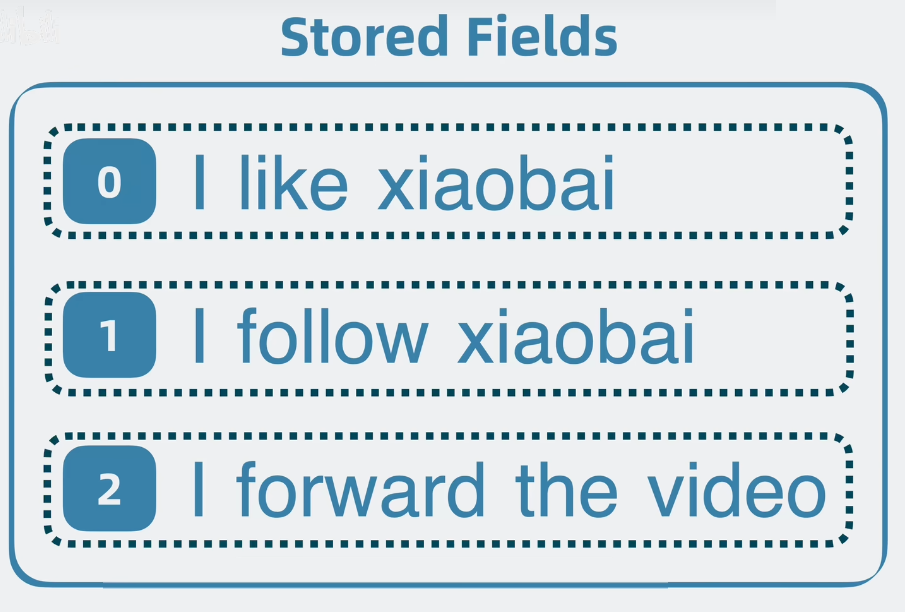 Stored Fields
0 I like xiaobai
1 I follow xiaobai
2 I forward the video